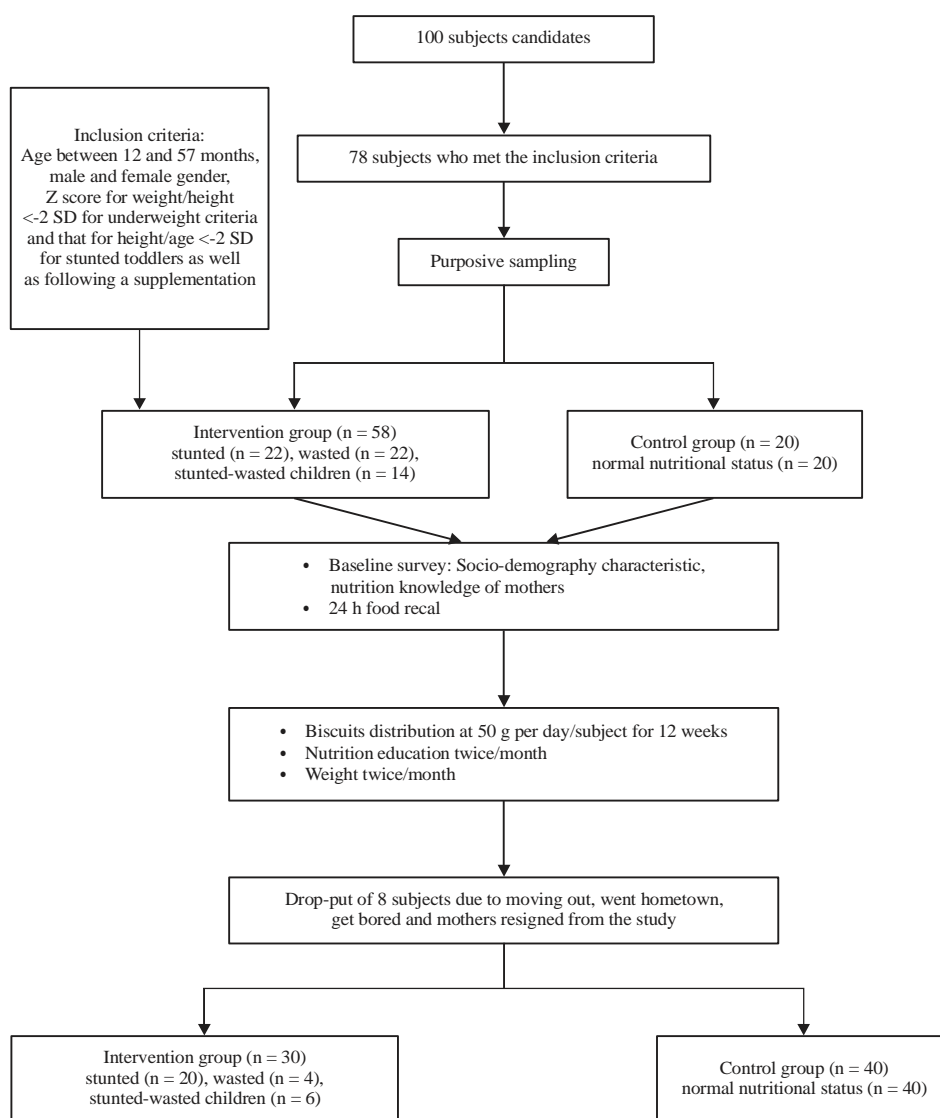 100 subjects candidates
Inclusion criteria:
Age between 12 and 57 months,
male and female gender,
Z score for weight/height
<-2 SD for underweight criteria
and that for height/age <-2 SD
for stunted toddlers as well
as following a supplementation
78 subjects who met the inclusion criteria
Purposive sampling
Intervention group (n = 58)
stunted (n = 22), wasted (n = 22),
stunted-wasted children (n = 14)
Control group (n = 20)
normal nutritional status (n = 20)
• Baseline survey: Socio-demography characteristic,
nutrition knowledge of mothers
• 24 h food recal
• Biscuits distribution at 50 g per day/subject for 12 weeks
• Nutrition education twice/month
• Weight twice/month
Drop-put of 8 subjects due to moving out, went hometown,
get bored and mothers resigned from the study
Intervention group (n = 30)
stunted (n = 20), wasted (n = 4),
stunted-wasted children (n = 6)
Control group (n = 40)
normal nutritional status (n = 40)